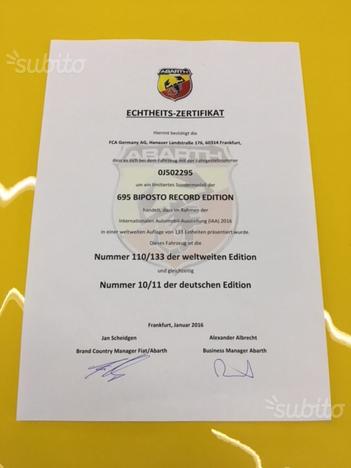 subito
ABARTH
ECHTHEITS-ZERTIFIKAT
Hiermit bestätigt die
FCA Germany AG, Hanauer Landstraße 176, 60314 Frankfurt,
dass es sich bei dem Fahrzeug mit der Fahrgestellnummer
ABARTH
0J502295
um ein limitiertes Sondermodell der
695 BIPOSTO RECORD EDITION
handelt, dass im Rahmen der
Internationalen Automobil-Ausstellung (IAA) 2016
in einer weltweiten Auflage von 133 Einheiten präsentiert wurde.
Dieses Fahrzeug ist die
Nummer 110/133 der weltweiten Edition
und gleichzeitig
Nummer 10/11 der deutschen Edition
Frankfurt, Januar 2016
Jan Scheidgen Alexander Albrecht
Brand Country Manager Fiat/Abarth Business Manager Abarth
subito